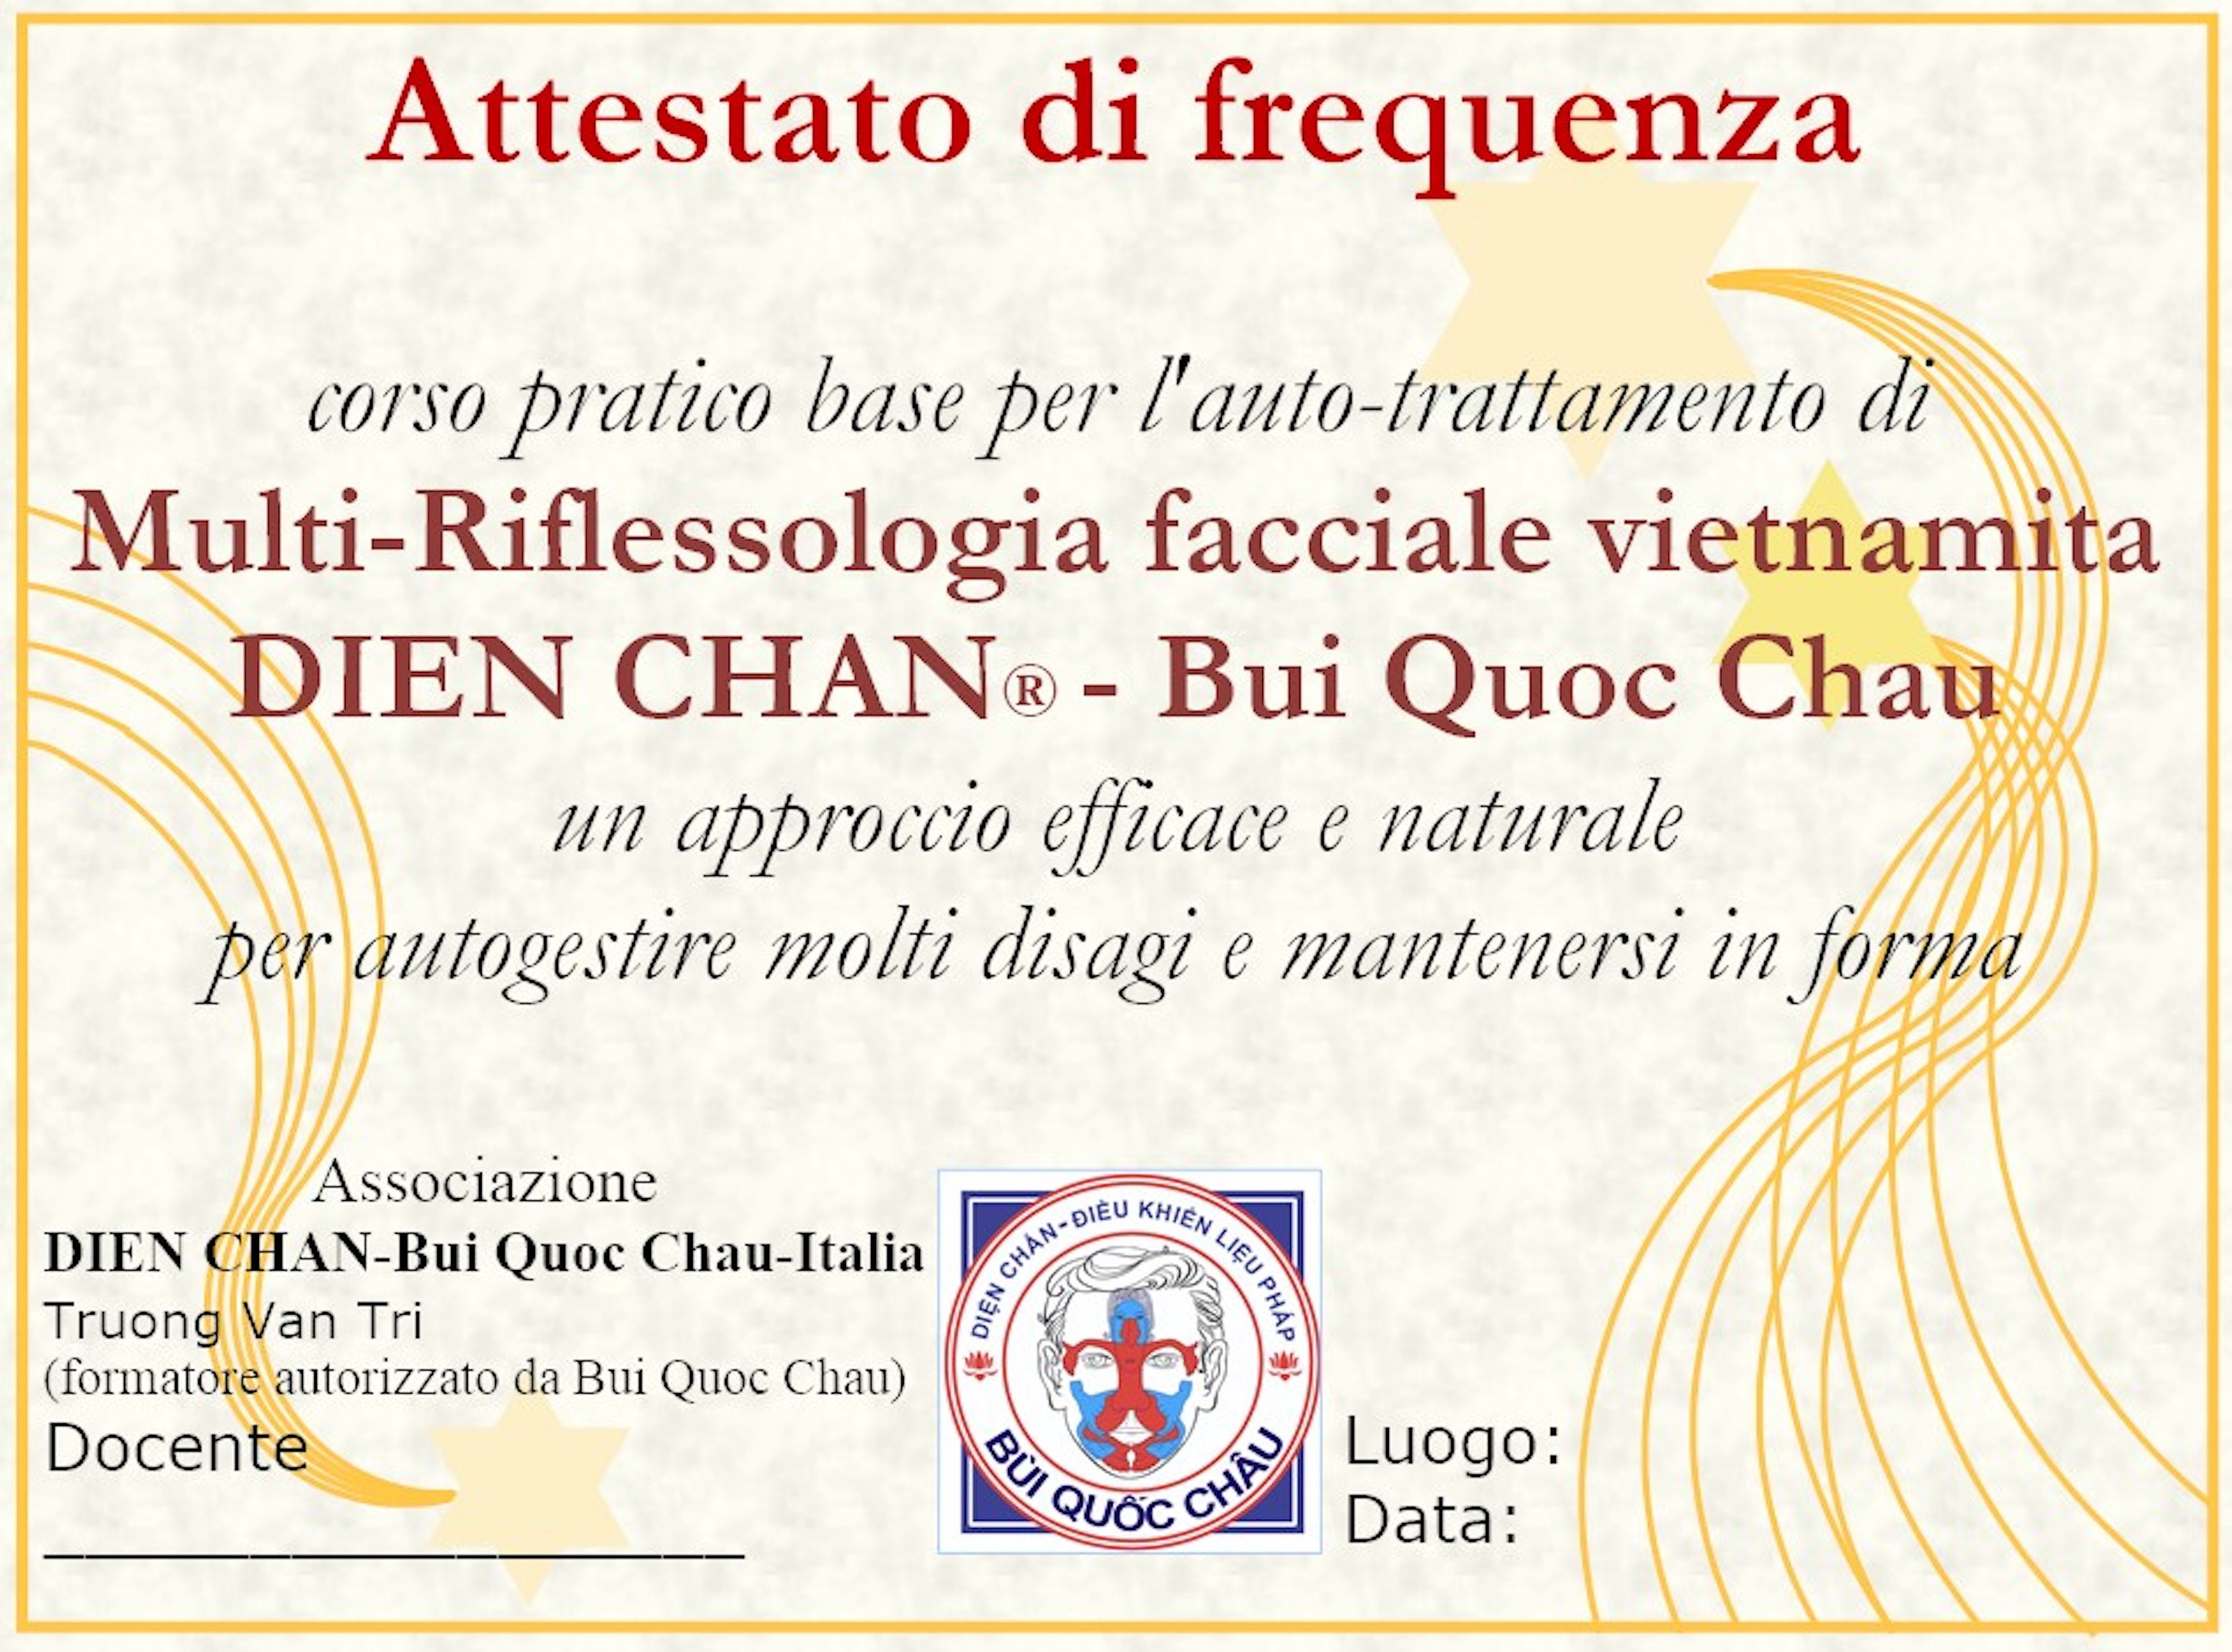 Attestato di frequenza
corso pratico base per l'auto-trattamento di
Multi-Riflessologia facciale vietnamita
DIEN CHAN® - Bui Quoc Chau
un approccio efficace e naturale
per autogestire molti disagi e mantenersi in forma
Associazione
DIEN CHAN-Bui Quoc Chau-Italia
Truong Van Tri
(formatore autorizzato da Bui Quoc Chau)
Docente
DIỆN CHẨN-ĐIỀU KHIỂN LIỆU PHÁP
BÙI QUỐC CHÂU
Luogo:
Data: